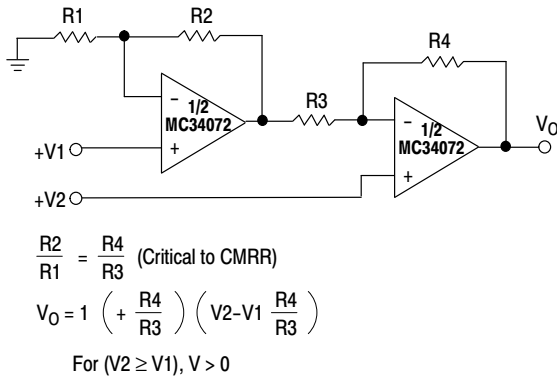 R1
R2
R4
R3
−
1/2
MC34072
+
−
1/2
MC34072
+
VO
+V1
+V2
R2/R1 = R4/R3 (Critical to CMRR)
VO = 1 ( + R4/R3 ) ( V2−V1 R4/R3 )
For (V2 ≥ V1), V > 0